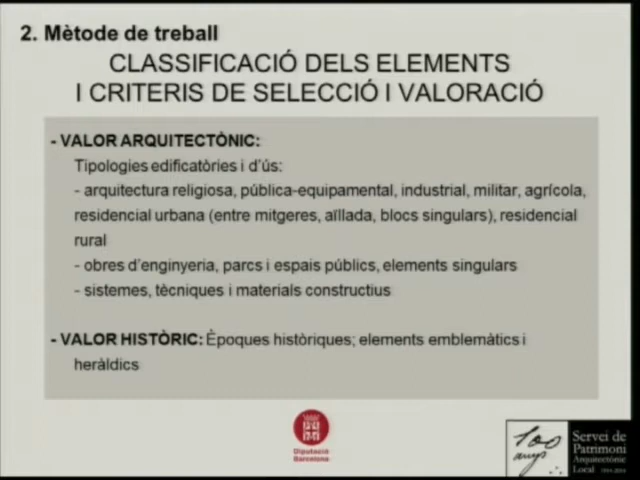 2. Mètode de treball
CLASSIFICACIÓ DELS ELEMENTS
I CRITERIS DE SELECCIÓ I VALORACIÓ
- VALOR ARQUITECTÒNIC:
Tipologies edificatòries i d'ús:
- arquitectura religiosa, pública-equipamental, industrial, militar, agrícola,
residencial urbana (entre mitgeres, aïllada, blocs singulars), residencial
rural
- obres d'enginyeria, parcs i espais públics, elements singulars
- sistemes, tècniques i materials constructius
- VALOR HISTÒRIC: Èpoques històriques; elements emblemàtics i
heràldics
Diputació
Barcelona
100
anys
Servei de
Patrimoni
Arquitectònic
Local